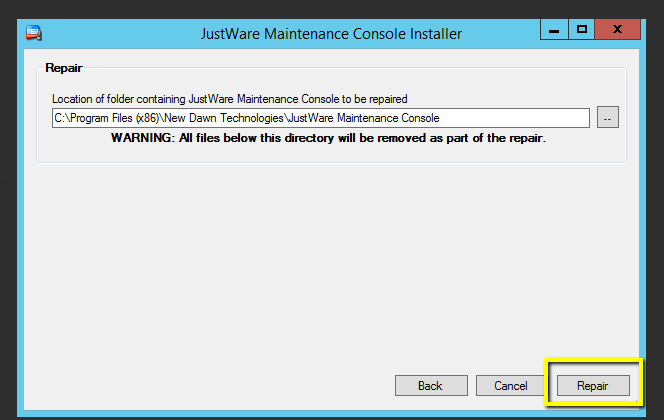 JustWare Maintenance Console Installer
Repair
Location of folder containing JustWare Maintenance Console to be repaired
C:\Program Files (x86)\New Dawn Technologies\JustWare Maintenance Console
--
WARNING: All files below this directory will be removed as part of the repair.
Back Cancel Repair